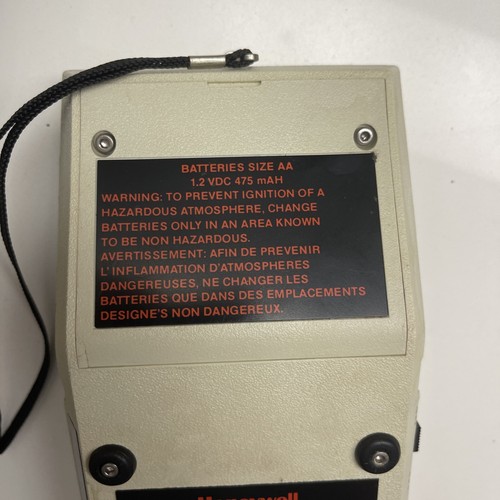 BATTERIES SIZE AA
1.2 VDC 475 mAH
WARNING: TO PREVENT IGNITION OF A
HAZARDOUS ATMOSPHERE, CHANGE
BATTERIES ONLY IN AN AREA KNOWN
TO BE NON HAZARDOUS.
AVERTISSEMENT: AFIN DE PREVENIR
L'INFLAMMATION D'ATMOSPHERES
DANGEREUSES, NE CHANGER LES
BATTERIES QUE DANS DES EMPLACEMENTS
DESIGNE'S NON DANGEREUX.